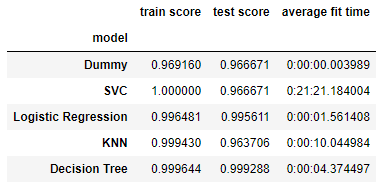 train score test score average fit time
model
Dummy 0.969160 0.966671 0:00:00.003989
SVC 1.000000 0.966671 0:21:21.184004
Logistic Regression 0.996481 0.995611 0:00:01.561408
KNN 0.999430 0.963706 0:00:10.044984
Decision Tree 0.999644 0.999288 0:00:04.374497